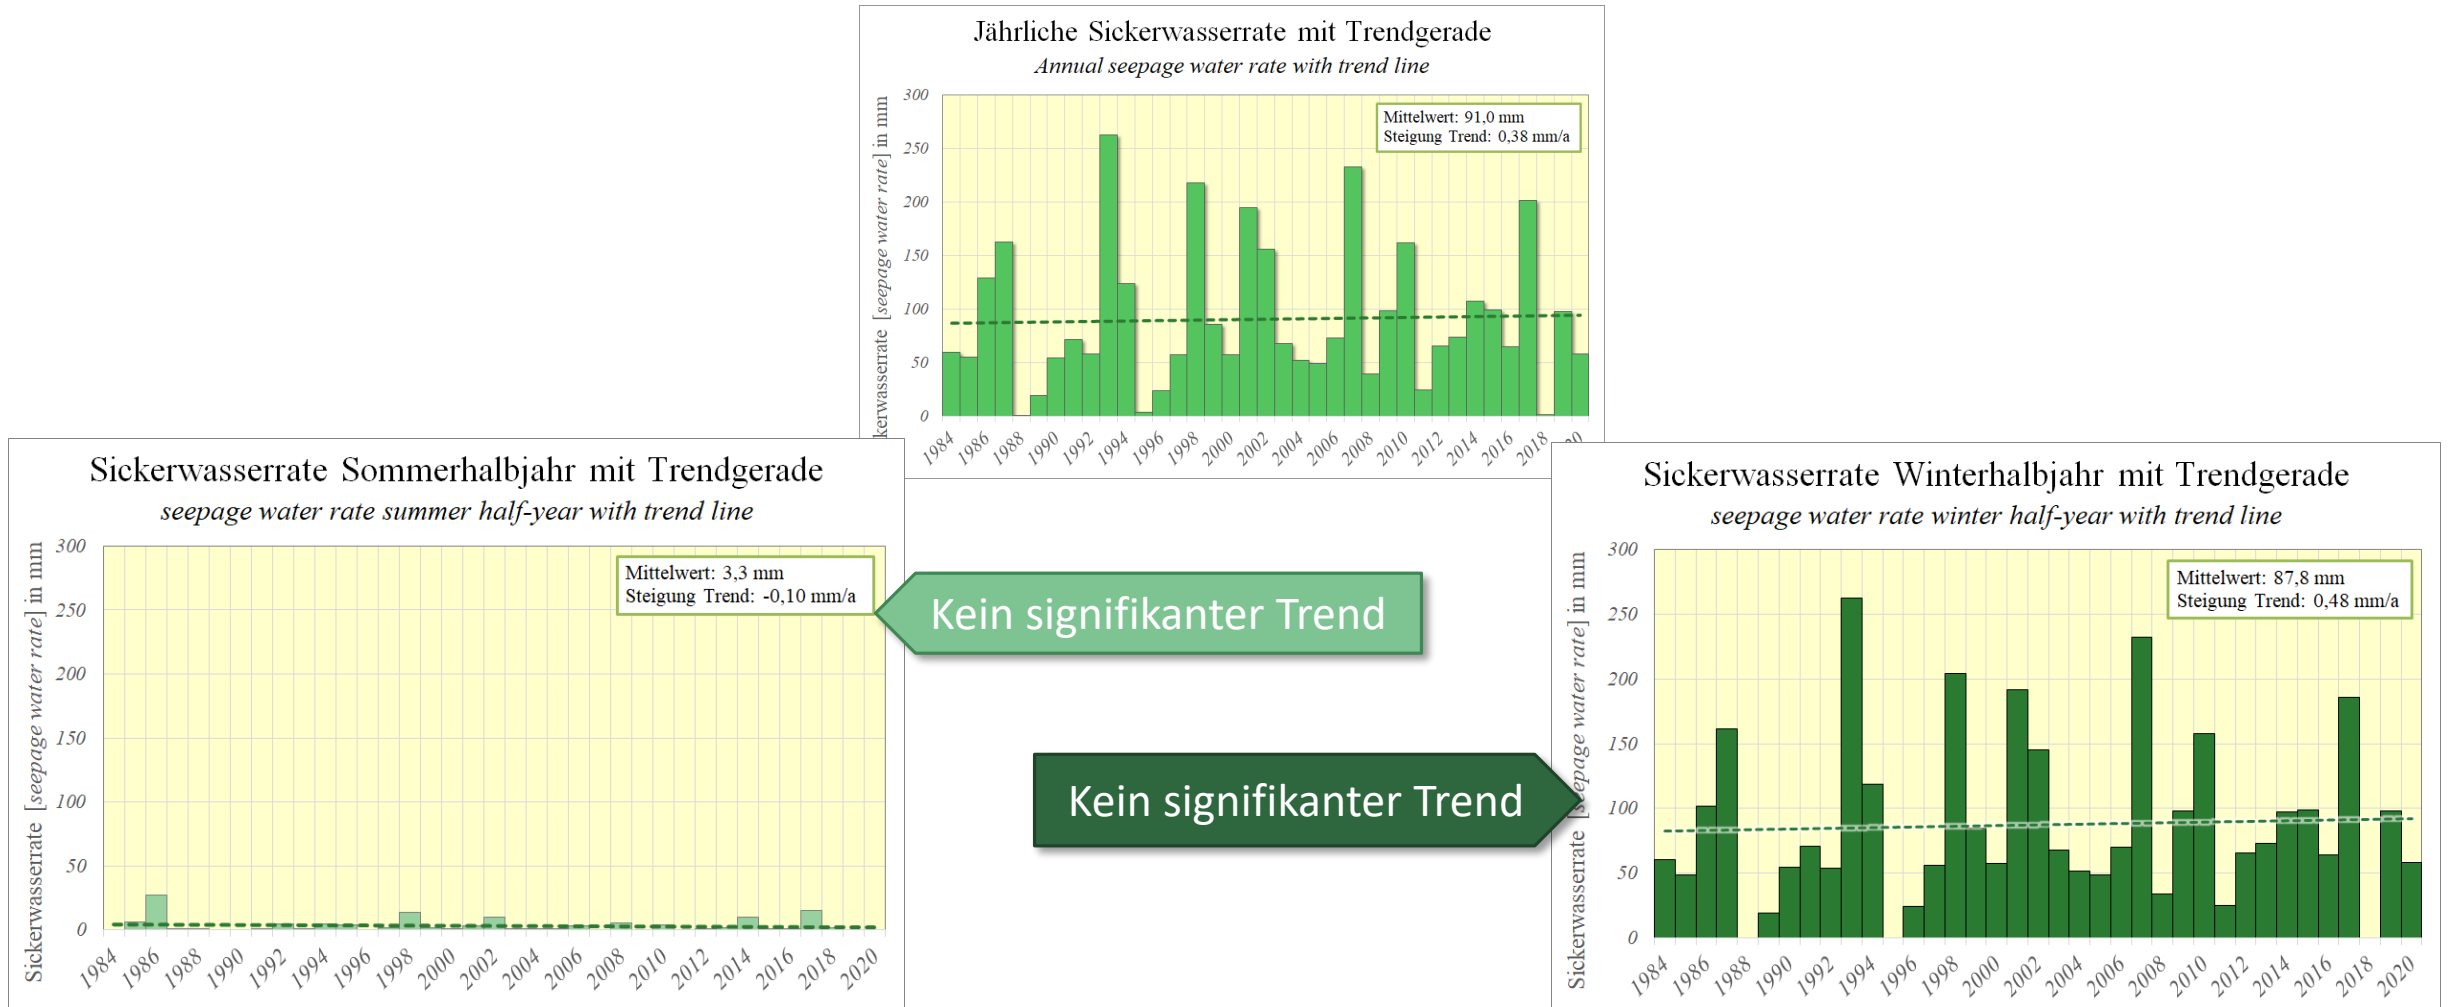 Jährliche Sickerwasserrate mit Trendgerade
Annual seepage water rate with trend line
kerwasserrate [seepage water rate] in mm
300
250
200
150
100
50
0
Mittelwert: 91,0 mm
Steigung Trend: 0,38 mm/a
1984 1986 1988 1990 1992 1994 1996 1998 2000 2002 2004 2006 2008 2010 2012 2014 2016 2018 20
Sickerwasserrate Sommerhalbjahr mit Trendgerade
seepage water rate summer half-year with trend line
Sickerwasserrate [seepage water rate] in mm
300
250
200
150
100
50
0
Mittelwert: 3,3 mm
Steigung Trend: -0,10 mm/a
1984 1986 1988 1990 1992 1994 1996 1998 2000 2002 2004 2006 2008 2010 2012 2014 2016 2018 2020
Kein signifikanter Trend
Kein signifikanter Trend
Sickerwasserrate Winterhalbjahr mit Trendgerade
seepage water rate winter half-year with trend line
Sickerwasserrate [seepage water rate] in mm
300
250
200
150
100
50
0
Mittelwert: 87,8 mm
Steigung Trend: 0,48 mm/a
1984 1986 1988 1990 1992 1994 1996 1998 2000 2002 2004 2006 2008 2010 2012 2014 2016 2018 2020